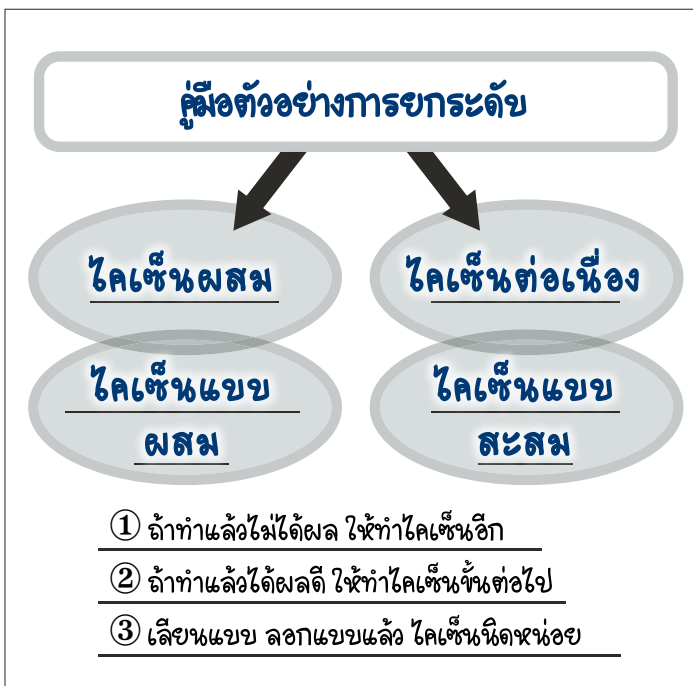 คู่มือตัวอย่างการยกระดับ
ไคเซ็นผสม
ไคเซ็นต่อเนื่อง
ไคเซ็นแบบ
ผสม
ไคเซ็นแบบ
สะสม
① ถ้าทำแล้วไม่ได้ผล ให้ทำไคเซ็นอีก
② ถ้าทำแล้วได้ผลดี ให้ทำไคเซ็นขั้นต่อไป
③ เลียนแบบ ลอกแบบแล้ว ไคเซ็นนิดหน่อย